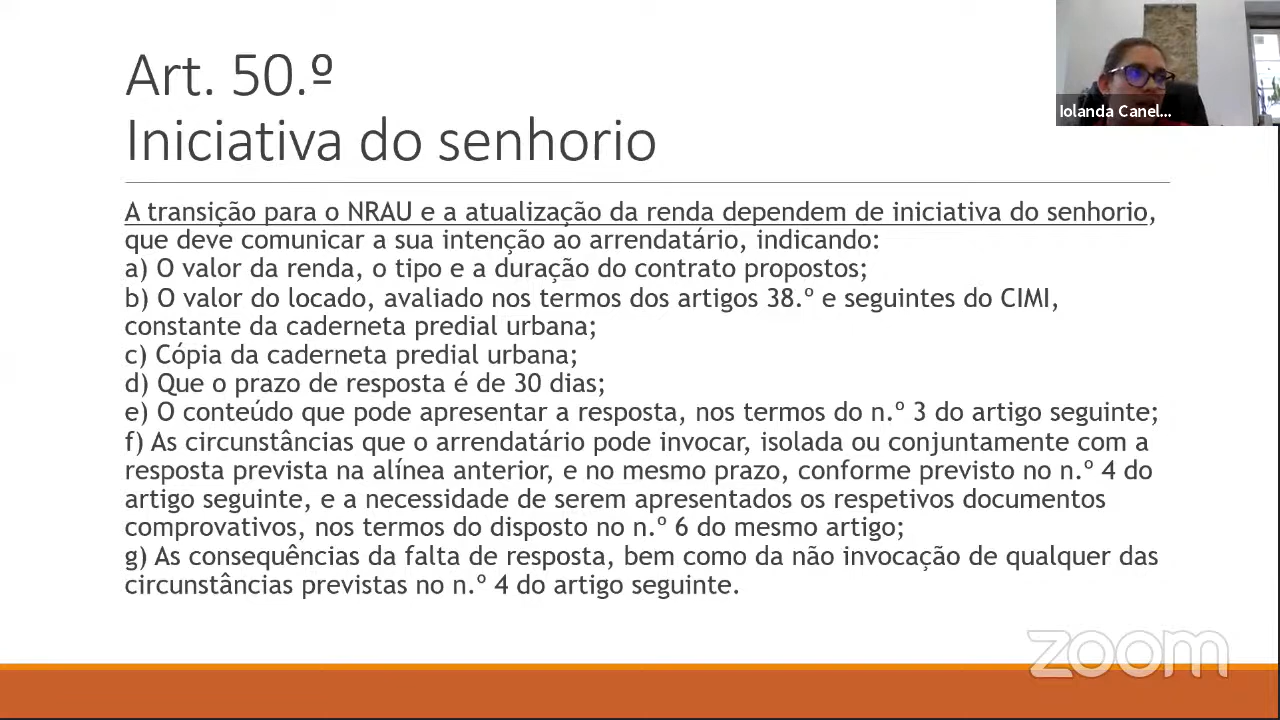 Art. 50.º
Iniciativa do senhorio
Iolanda Canel...
A transição para o NRAU e a atualização da renda dependem de iniciativa do senhorio,
que deve comunicar a sua intenção ao arrendatário, indicando:
a) O valor da renda, o tipo e a duração do contrato propostos;
b) O valor do locado, avaliado nos termos dos artigos 38.º e seguintes do CIMI,
constante da caderneta predial urbana;
c) Cópia da caderneta predial urbana;
d) Que o prazo de resposta é de 30 dias;
e) O conteúdo que pode apresentar a resposta, nos termos do n.º 3 do artigo seguinte;
f) As circunstâncias que o arrendatário pode invocar, isolada ou conjuntamente com a
resposta prevista na alínea anterior, e no mesmo prazo, conforme previsto no n.º 4 do
artigo seguinte, e a necessidade de serem apresentados os respetivos documentos
comprovativos, nos termos do disposto no n.º 6 do mesmo artigo;
g) As consequências da falta de resposta, bem como da não invocação de qualquer das
circunstâncias previstas no n.º 4 do artigo seguinte.
zoom